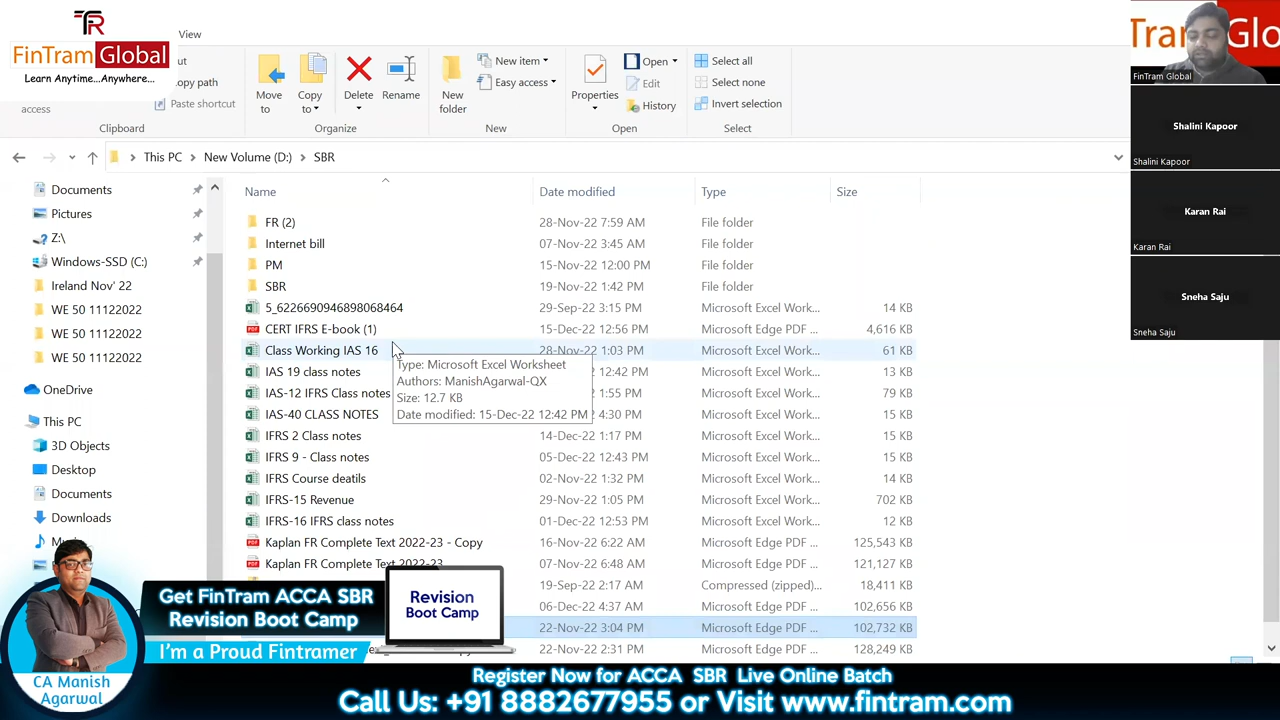 FinTram Global
Learn Anytime...Anywhere...
View
ut
opy path
Paste shortcut
access
Clipboard
Move to
Copy to
Delete
Rename
Organize
New folder
New item
Easy access
New
Properties
Open
Edit
History
Open
Select all
Select none
Invert selection
Select
This PC
New Volume (D:)
SBR
Documents
Pictures
Z:\
Windows-SSD (C:)
Ireland Nov' 22
WE 50 11122022
WE 50 11122022
WE 50 11122022
OneDrive
This PC
3D Objects
Desktop
Documents
Downloads
Name Date modified Type Size
FR (2) 28-Nov-22 7:59 AM File folder
Internet bill 07-Nov-22 3:45 AM File folder
PM 15-Nov-22 12:00 PM File folder
SBR 19-Nov-22 1:42 PM File folder
5_6226690946898068464 29-Sep-22 3:15 PM Microsoft Excel Work... 14 KB
CERT IFRS E-book (1) 15-Dec-22 12:56 PM Microsoft Edge PDF ... 4,616 KB
Class Working IAS 16 28-Nov-22 1:03 PM Microsoft Excel Work... 61 KB
IAS 19 class notes 12:42 PM Microsoft Excel Work... 13 KB
IAS-12 IFRS Class notes 1:55 PM Microsoft Excel Work... 79 KB
IAS-40 CLASS NOTES 4:30 PM Microsoft Excel Work... 15 KB
IFRS 2 Class notes 14-Dec-22 1:17 PM Microsoft Excel Work... 15 KB
IFRS 9 - Class notes 05-Dec-22 12:43 PM Microsoft Excel Work... 15 KB
IFRS Course deatils 02-Nov-22 1:32 PM Microsoft Excel Work... 14 KB
IFRS-15 Revenue 29-Nov-22 1:05 PM Microsoft Excel Work... 702 KB
IFRS-16 IFRS class notes 01-Dec-22 12:53 PM Microsoft Excel Work... 12 KB
Kaplan FR Complete Text 2022-23 - Copy 16-Nov-22 6:22 AM Microsoft Edge PDF ... 125,543 KB
Kaplan FR Complete Text 2022-23 07-Nov-22 6:48 AM Microsoft Edge PDF ... 121,127 KB
19-Sep-22 2:17 AM Compressed (zipped)... 18,411 KB
06-Dec-22 4:37 AM Microsoft Edge PDF ... 102,656 KB
22-Nov-22 3:04 PM Microsoft Edge PDF ... 102,732 KB
22-Nov-22 2:31 PM Microsoft Edge PDF ... 128,249 KB
Type: Microsoft Excel Worksheet
Authors: ManishAgarwal-QX
Size: 12.7 KB
Date modified: 15-Dec-22 12:42 PM
FinTram Global
Shalini Kapoor
Shalini Kapoor
Karan Rai
Karan Rai
Sneha Saju
Sneha Saju
Get FinTram ACCA SBR
Revision Boot Camp
I'm a Proud Fintramer
Revision
Boot Camp
CA Manish
Agarwal
Register Now for ACCA SBR Live Online Batch
Call Us: +91 8882677955 or Visit www.fintram.com